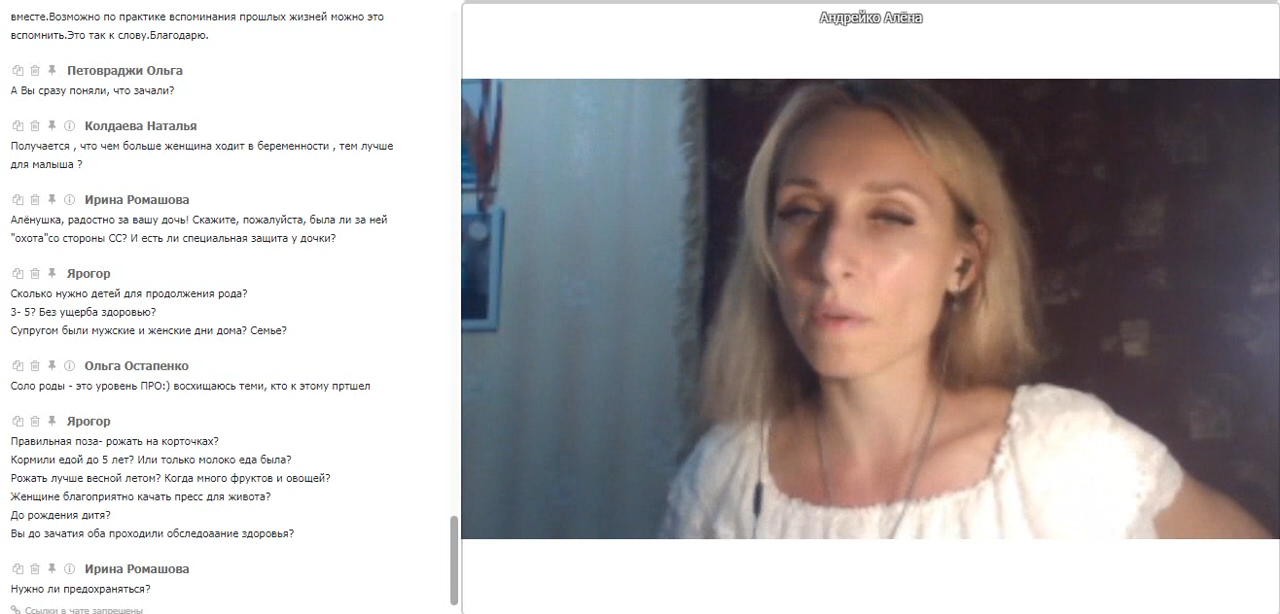 вместе.Возможно по практике вспоминания прошлых жизней можно это
вспомнить.Это так к слову.Благодарю.
Петовраджи Ольга
А Вы сразу поняли, что зачали?
Колдаева Наталья
Получается , что чем больше женщина ходит в беременности , тем лучше
для малыша ?
Ирина Ромашова
Алёнушка, радостно за вашу дочь! Скажите, пожалуйста, была ли за ней
"охота"со стороны СС? И есть ли специальная защита у дочки?
Ярогор
Сколько нужно детей для продолжения рода?
3- 5? Без ущерба здоровью?
Супругом были мужские и женские дни дома? Семье?
Ольга Остапенко
Соло роды - это уровень ПРО:) восхищаюсь теми, кто к этому пртшел
Ярогор
Правильная поза- рожать на корточках?
Кормили едой до 5 лет? Или только молоко еда была?
Рожать лучше весной летом? Когда много фруктов и овощей?
Женщине благоприятно качать пресс для живота?
До рождения дитя?
Вы до зачатия оба проходили обследоаание здоровья?
Ирина Ромашова
Нужно ли предохраняться?
Ссылки в чате запрещены
Андрейко Алёна